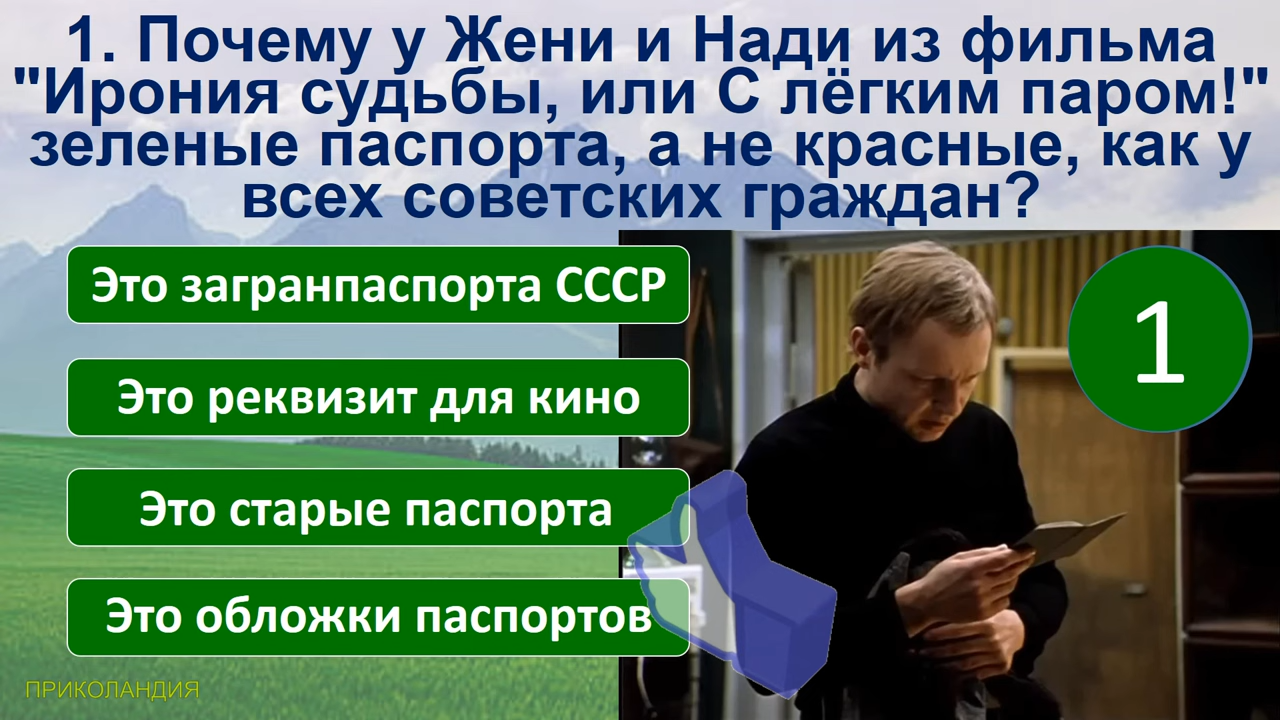 1. Почему у Жени и Нади из фильма
"Ирония судьбы, или С лёгким паром!"
зеленые паспорта, а не красные, как у
всех советских граждан?
Это загранпаспорта СССР
1
Это реквизит для кино
Это старые паспорта
Это обложки паспортов
ПРИКОЛАНДИЯ